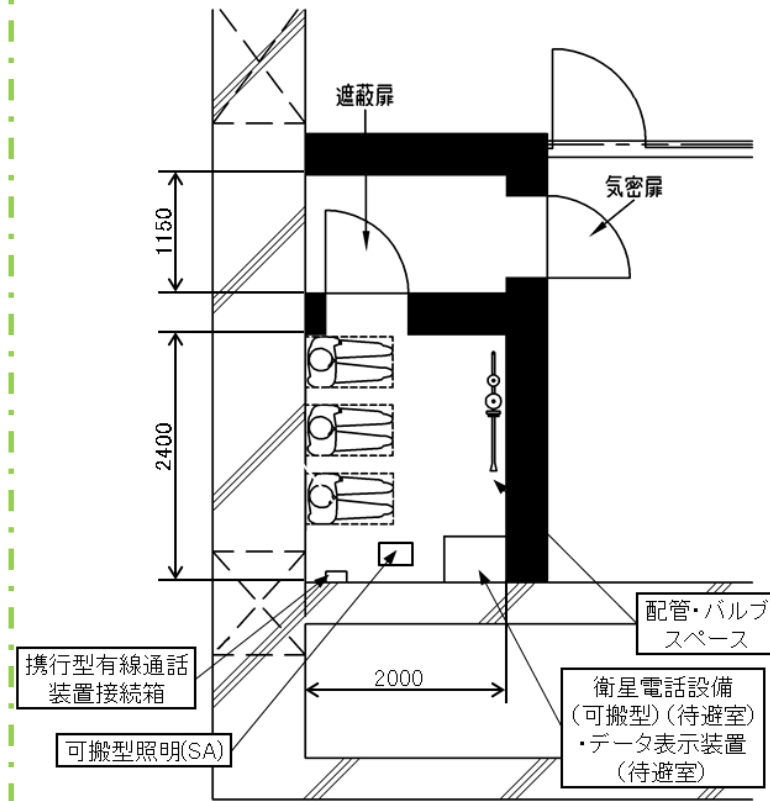 遮蔽扉
気密扉
1150
2400
2000
配管・バルブ
スペース
携行型有線通話
装置接続箱
可搬型照明(SA)
衛星電話設備
(可搬型)(待避室)
・データ表示装置
(待避室)